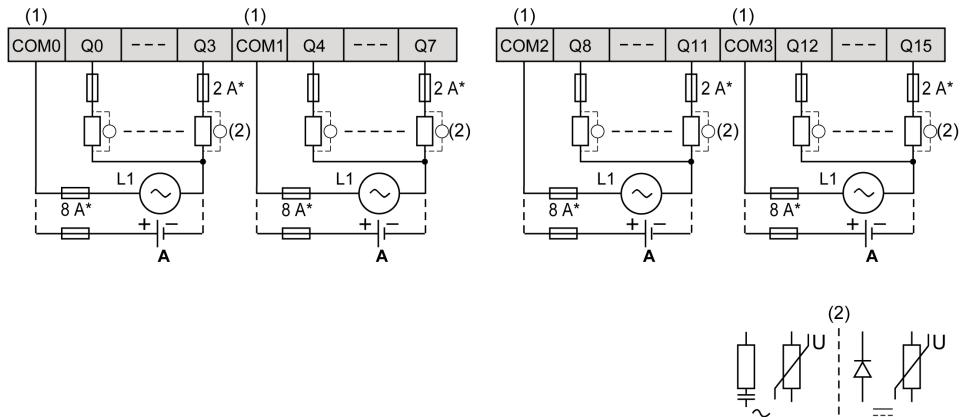 (1) (1) (1) (1)
COM0 Q0 --- Q3 COM1 Q4 --- Q7 COM2 Q8 --- Q11 COM3 Q12 --- Q15
2 A* 2 A* 2 A* 2 A*
(2) (2) (2) (2)
L1 L1 L1 L1
8 A* 8 A* 8 A* 8 A*
+ − + − + − + −
A A A A
(2)
U U